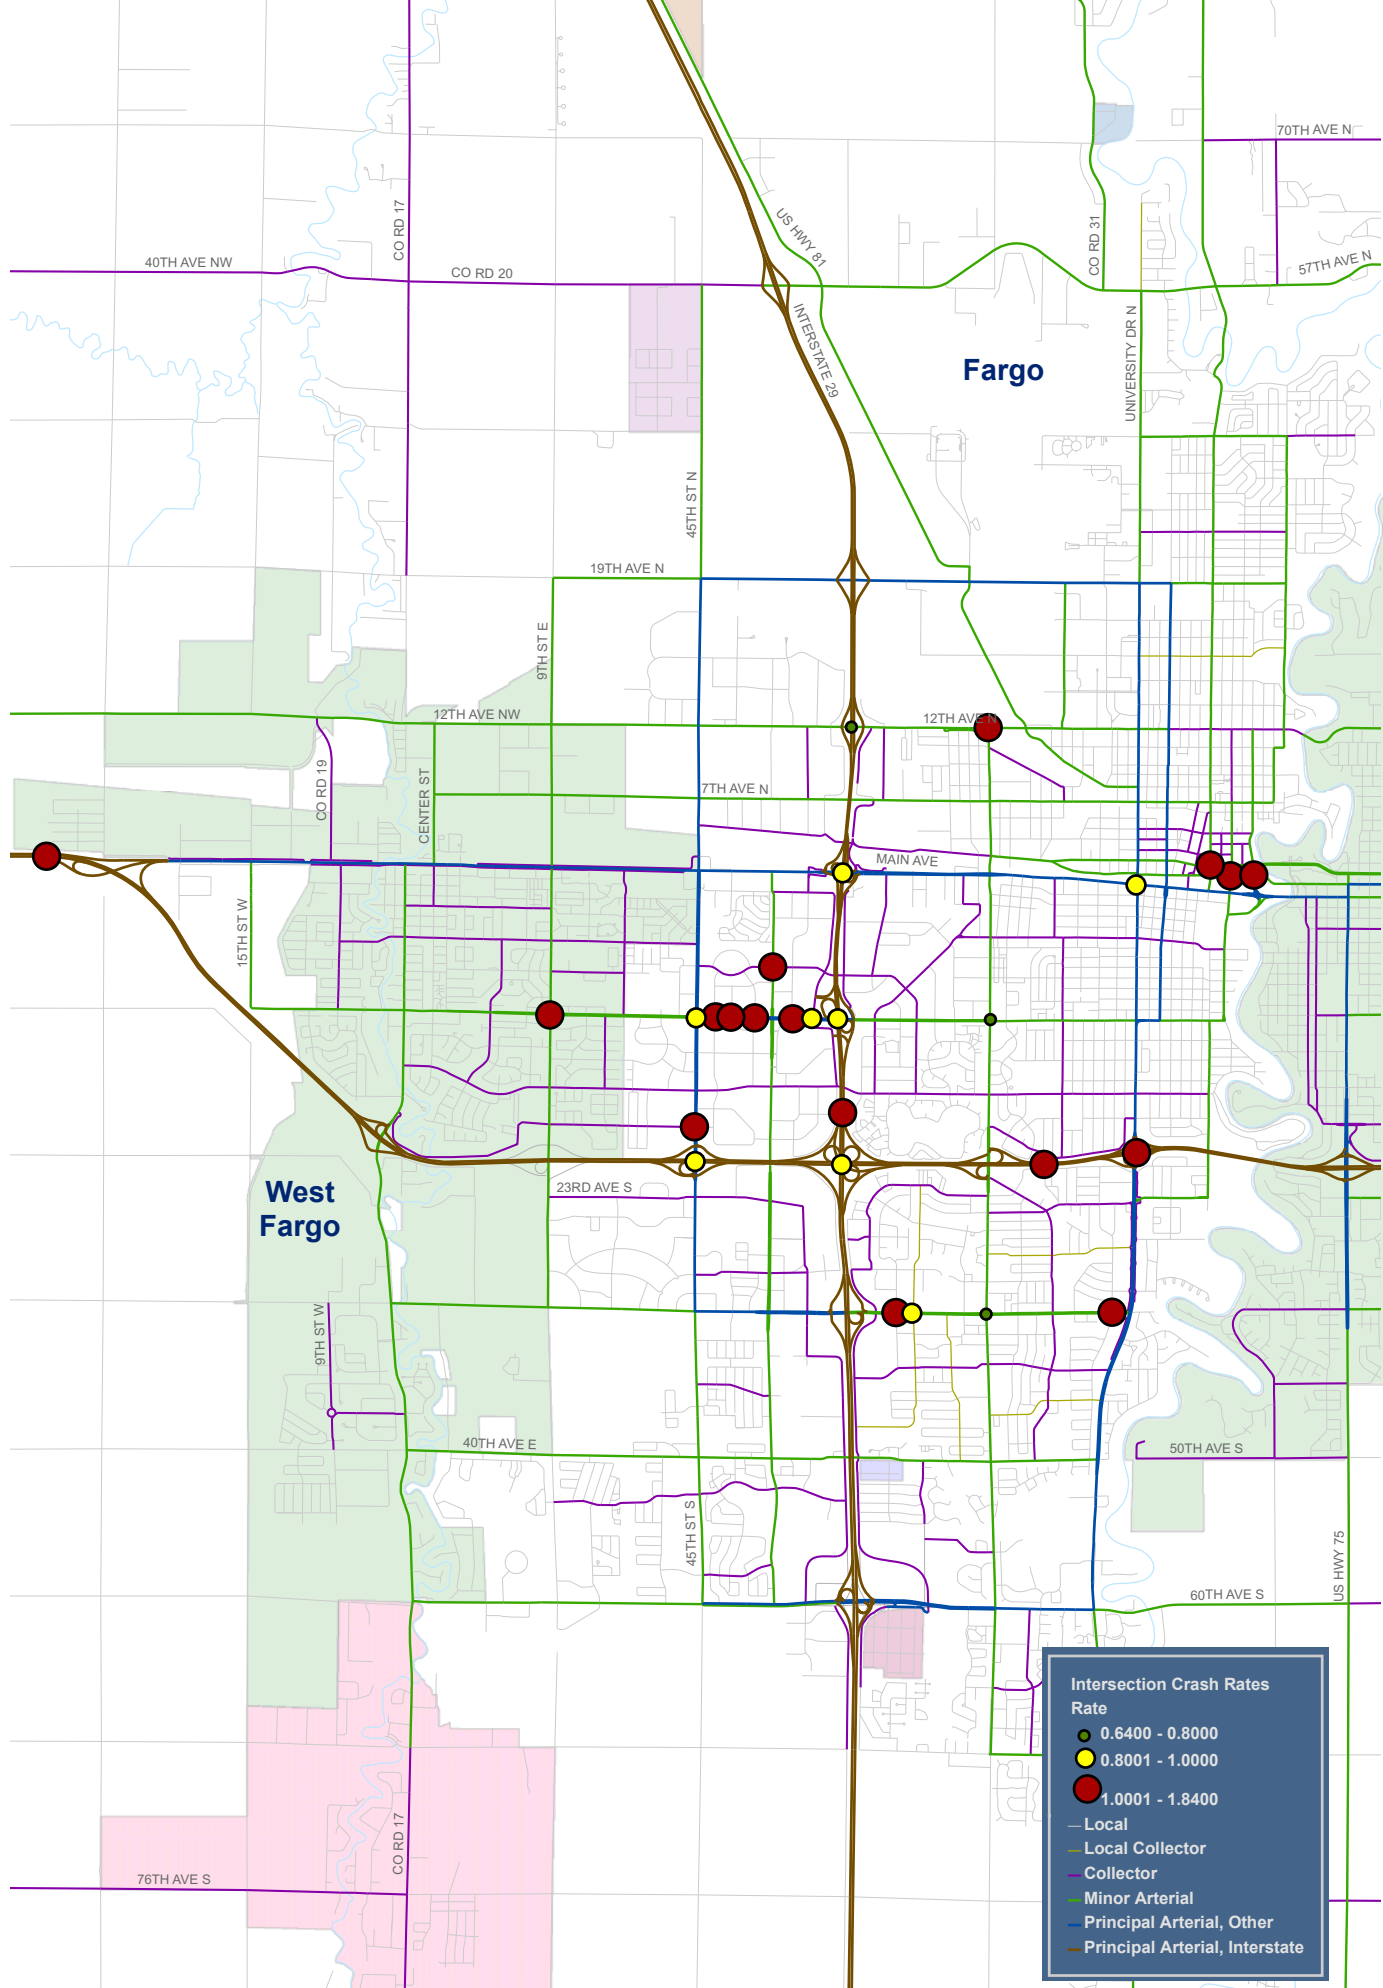 70TH AVE N
CO RD 17
US HWY 81
CO RD 31
40TH AVE NW
CO RD 20
57TH AVE N
INTERSTATE 29
UNIVERSITY DR N
Fargo
45TH ST N
19TH AVE N
9TH ST E
12TH AVE NW
12TH AVE N
CO RD 19
CENTER ST
7TH AVE N
MAIN AVE
15TH ST W
West
Fargo
23RD AVE S
9TH ST W
40TH AVE E
50TH AVE S
45TH ST S
US HWY 75
60TH AVE S
CO RD 17
76TH AVE S
Intersection Crash Rates
Rate
0.6400 - 0.8000
0.8001 - 1.0000
1.0001 - 1.8400
Local
Local Collector
Collector
Minor Arterial
Principal Arterial, Other
Principal Arterial, Interstate